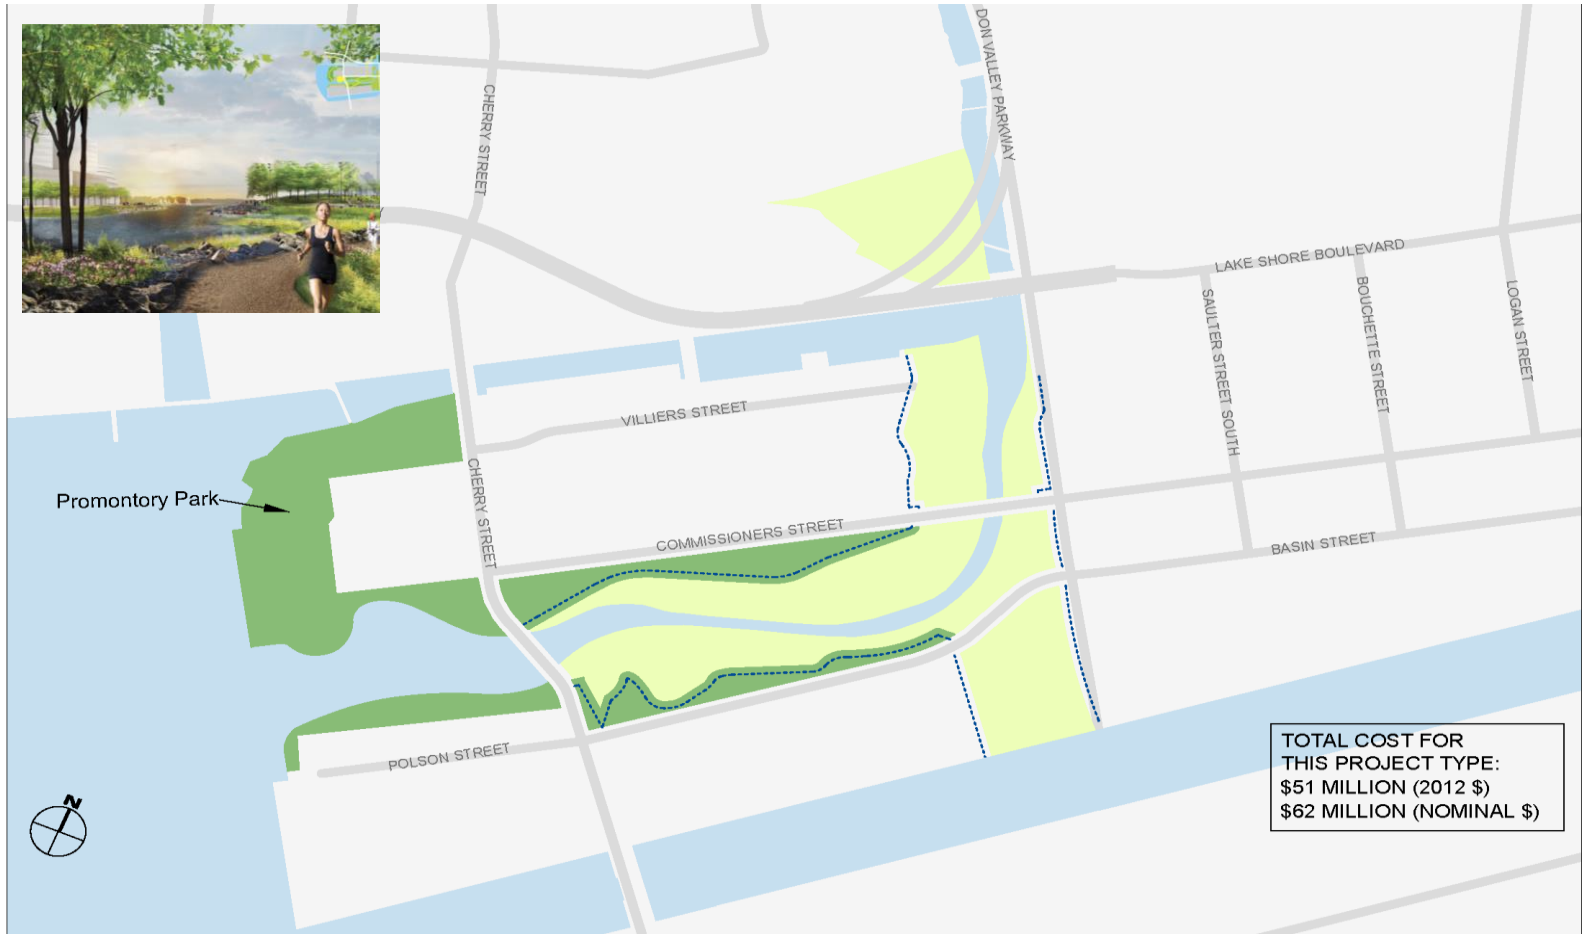 DON VALLEY PARKWAY
CHERRY STREET
LAKE SHORE BOULEVARD
SAULTER STREET SOUTH
BOUCHETTE STREET
LOGAN STREET
VILLIERS STREET
CHERRY STREET
Promontory Park
COMMISSIONERS STREET
BASIN STREET
POLSON STREET
N
TOTAL COST FOR
THIS PROJECT TYPE:
$51 MILLION (2012 $)
$62 MILLION (NOMINAL $)